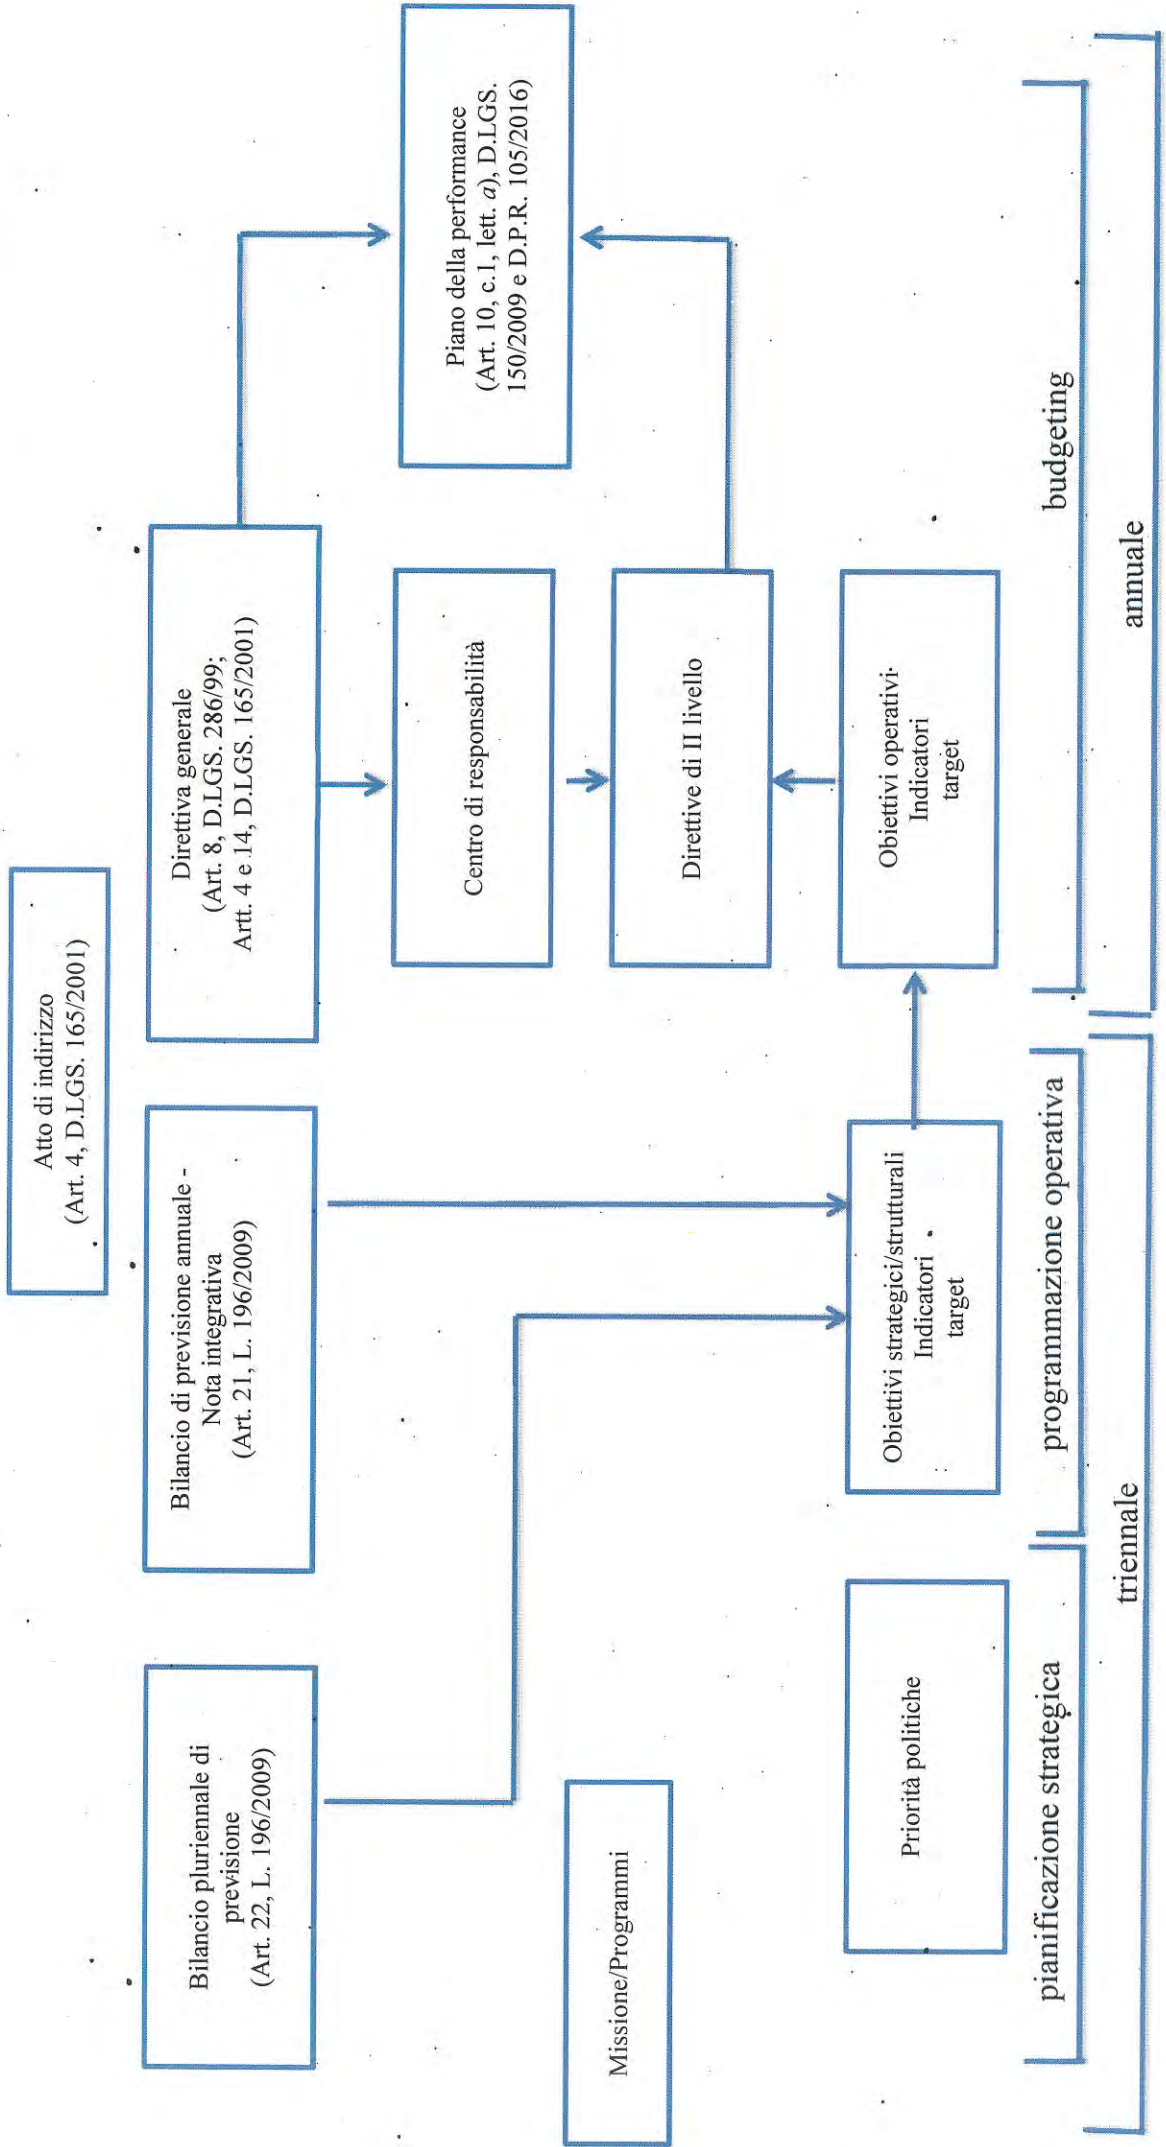 Atto di indirizzo
(Art. 4, D.LGS. 165/2001)
Bilancio pluriennale di
previsione
(Art. 22, L. 196/2009)
Bilancio di previsione annuale -
Nota integrativa
(Art. 21, L. 196/2009)
Direttiva generale
(Art. 8, D.LGS. 286/99;
Artt. 4 e 14, D.LGS. 165/2001)
Piano della performance
(Art. 10, c.1, lett. a), D.LGS.
150/2009 e D.P.R. 105/2016)
Centro di responsabilità
Missione/Programmi
Direttive di II livello
Priorità politiche
Obiettivi strategici/strutturali
Indicatori
target
Obiettivi operativi
Indicatori
target
pianificazione strategica
programmazione operativa
budgeting
triennale
annuale